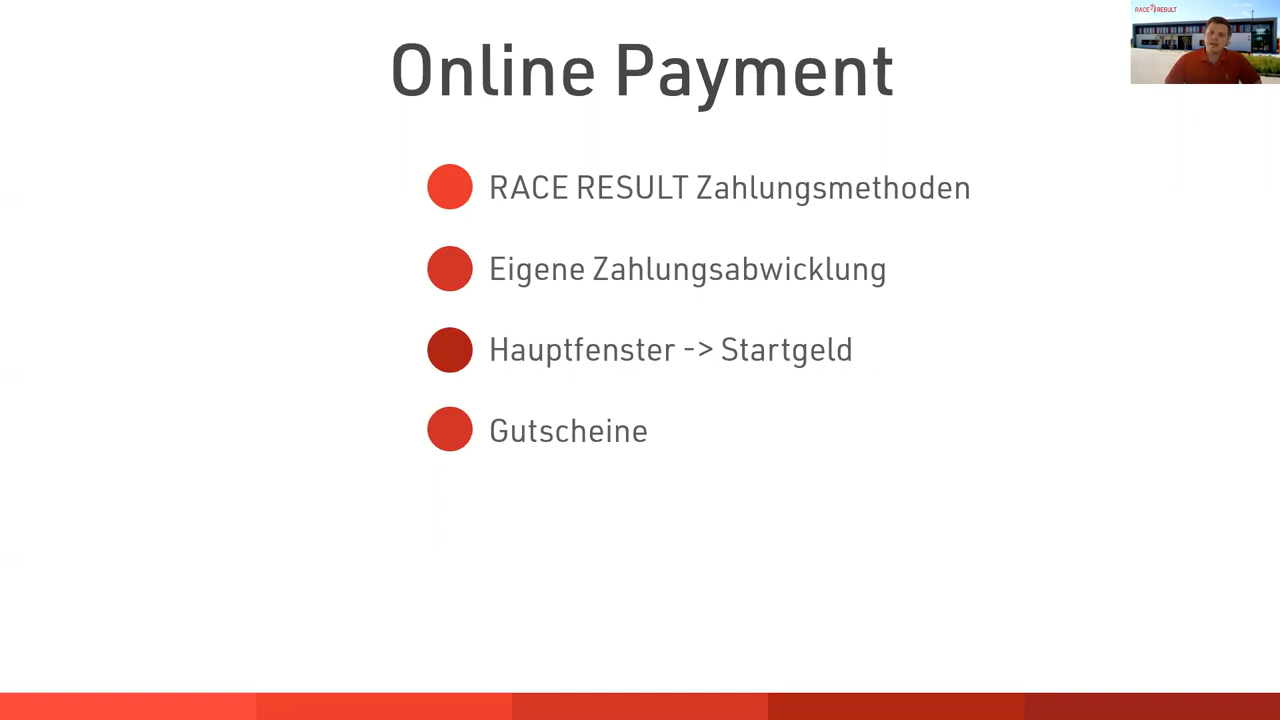 Online Payment
RACE RESULT
RACE RESULT Zahlungsmethoden
Eigene Zahlungsabwicklung
Hauptfenster -> Startgeld
Gutscheine